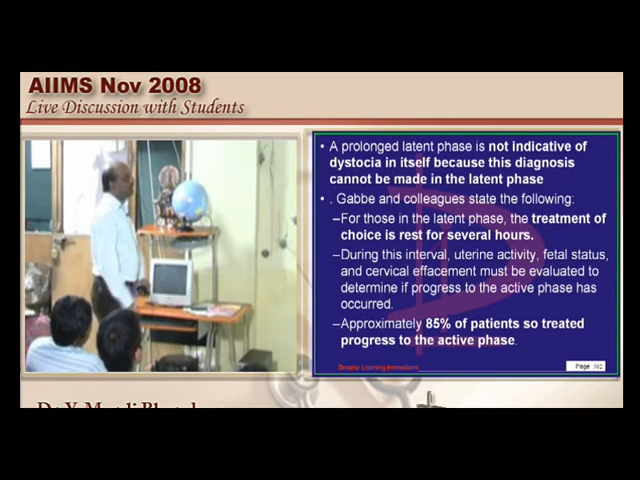 AIIMS Nov 2008
Live Discussion with Students
• A prolonged latent phase is not indicative of
dystocia in itself because this diagnosis
cannot be made in the latent phase
• . Gabbe and colleagues state the following:
–For those in the latent phase, the treatment of
choice is rest for several hours.
–During this interval, uterine activity, fetal status,
and cervical effacement must be evaluated to
determine if progress to the active phase has
occurred.
–Approximately 85% of patients so treated
progress to the active phase.
Learning Innovations
Page 302